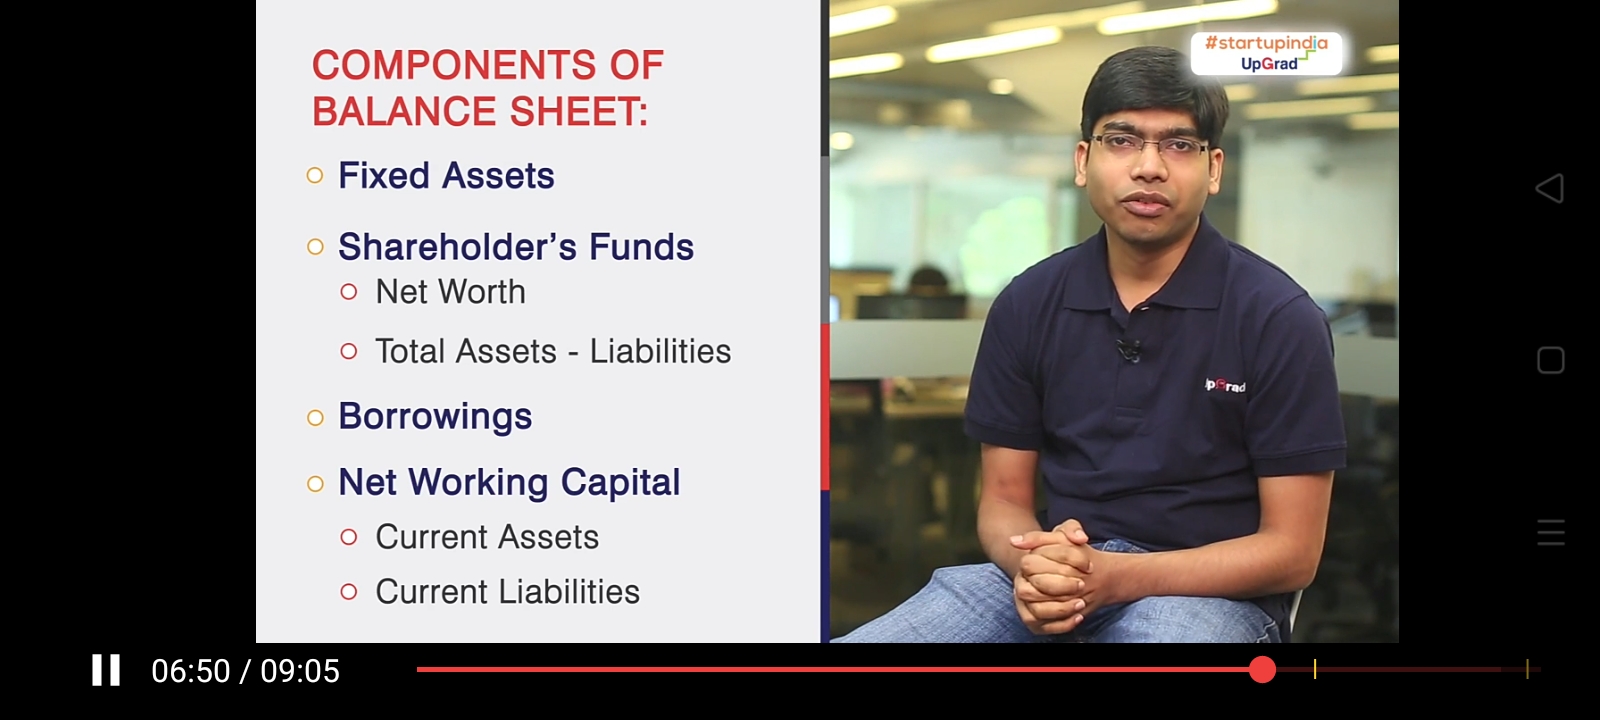 COMPONENTS OF
BALANCE SHEET:
Fixed Assets
Shareholder's Funds
Net Worth
Total Assets - Liabilities
Borrowings
Net Working Capital
Current Assets
Current Liabilities
#startupindia
UpGrad
UpGrad
06:50 / 09:05